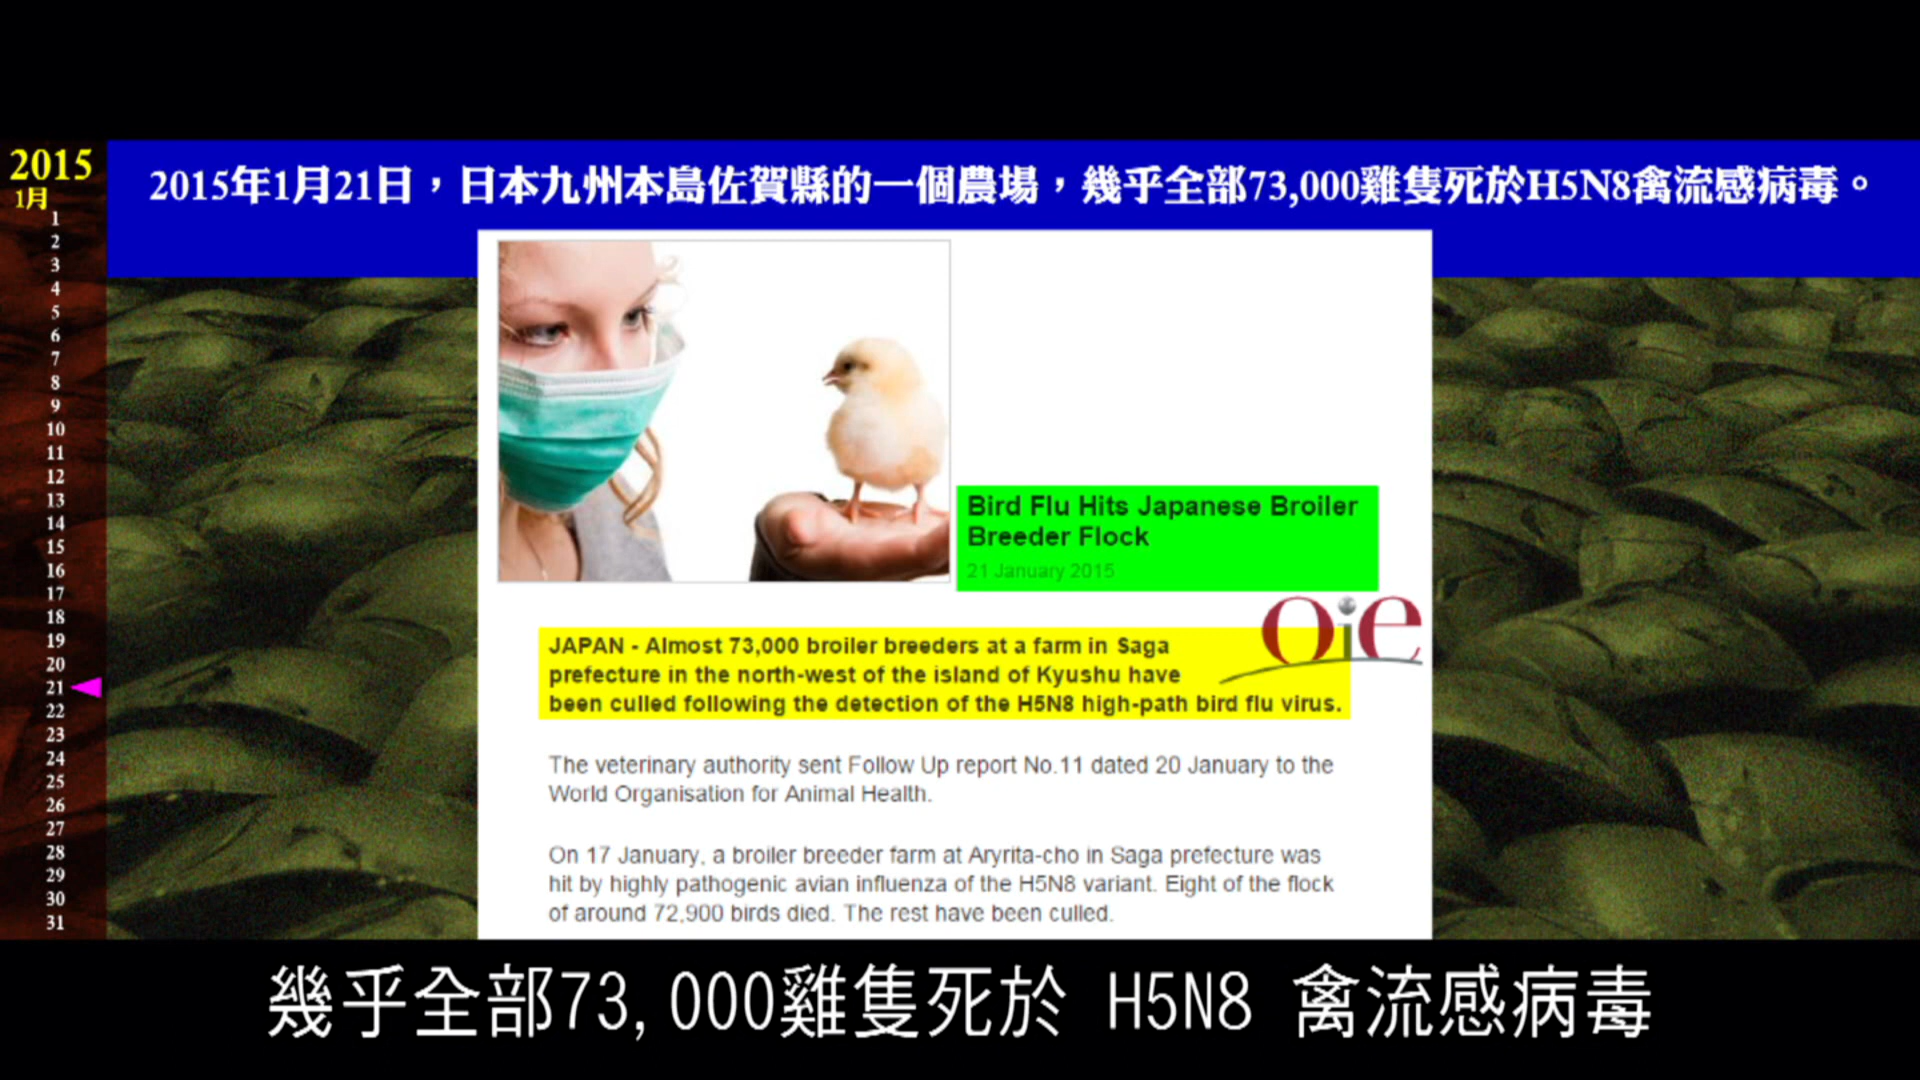 2015
1月
1
2
3
4
5
6
7
8
9
10
11
12
13
14
15
16
17
18
19
20
21
22
23
24
25
26
27
28
29
30
31
2015年1月21日，日本九州本島佐賀縣的一個農場，幾乎全部73,000雞隻死於H5N8禽流感病毒。
Bird Flu Hits Japanese Broiler
Breeder Flock
21 January 2015
oie
JAPAN - Almost 73,000 broiler breeders at a farm in Saga
prefecture in the north-west of the island of Kyushu have
been culled following the detection of the H5N8 high-path bird flu virus.
The veterinary authority sent Follow Up report No.11 dated 20 January to the
World Organisation for Animal Health.
On 17 January, a broiler breeder farm at Aryrita-cho in Saga prefecture was
hit by highly pathogenic avian influenza of the H5N8 variant. Eight of the flock
of around 72,900 birds died. The rest have been culled.
幾乎全部73,000雞隻死於 H5N8 禽流感病毒